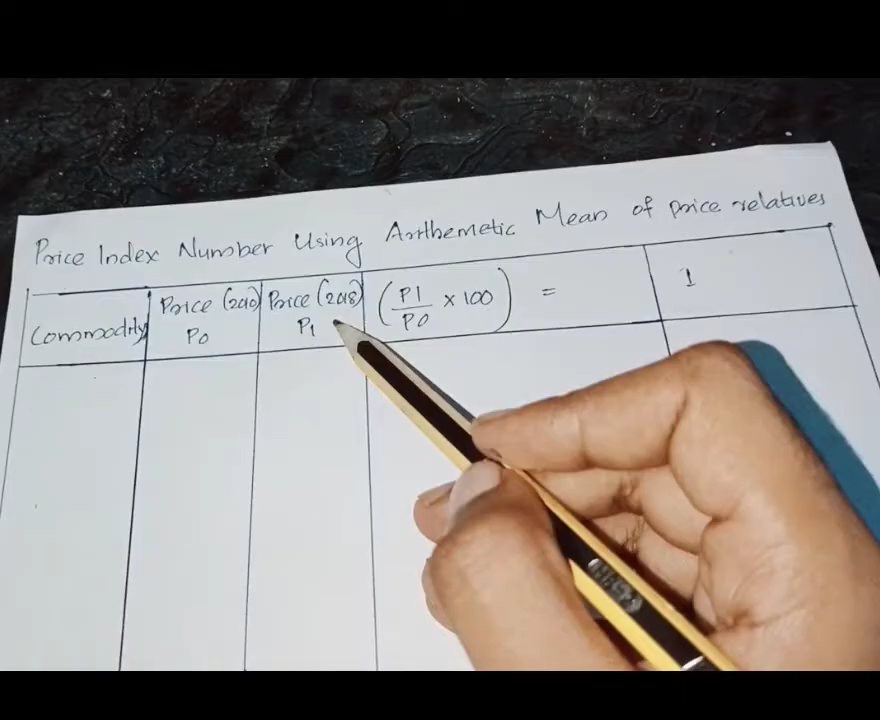 Price Index Number Using Arithemetic Mean of price relatives
Commodity
Price (2010)
P0
Price (2018)
P1
(P1/P0 x 100) =
1